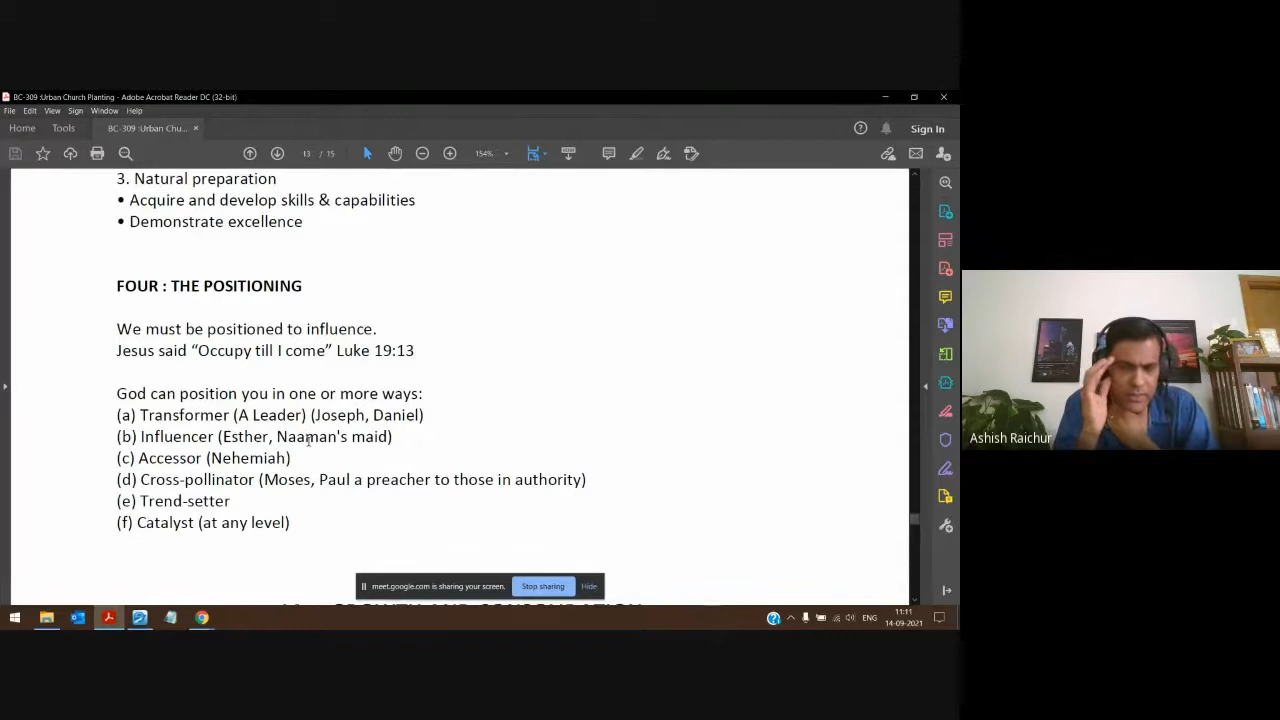 BC-309 :Urban Church Planting - Adobe Acrobat Reader DC (32-bit)
File Edit View Sign Window Help
Home Tools BC-309 :Urban Chu... × Sign In
13 / 15 154%
3. Natural preparation
• Acquire and develop skills & capabilities
• Demonstrate excellence
FOUR : THE POSITIONING
We must be positioned to influence.
Jesus said “Occupy till I come” Luke 19:13
God can position you in one or more ways:
(a) Transformer (A Leader) (Joseph, Daniel)
(b) Influencer (Esther, Naaman's maid)
(c) Accessor (Nehemiah)
(d) Cross-pollinator (Moses, Paul a preacher to those in authority)
(e) Trend-setter
(f) Catalyst (at any level)
meet.google.com is sharing your screen. Stop sharing Hide
ENG
11:11
14-09-2021
Ashish Raichur